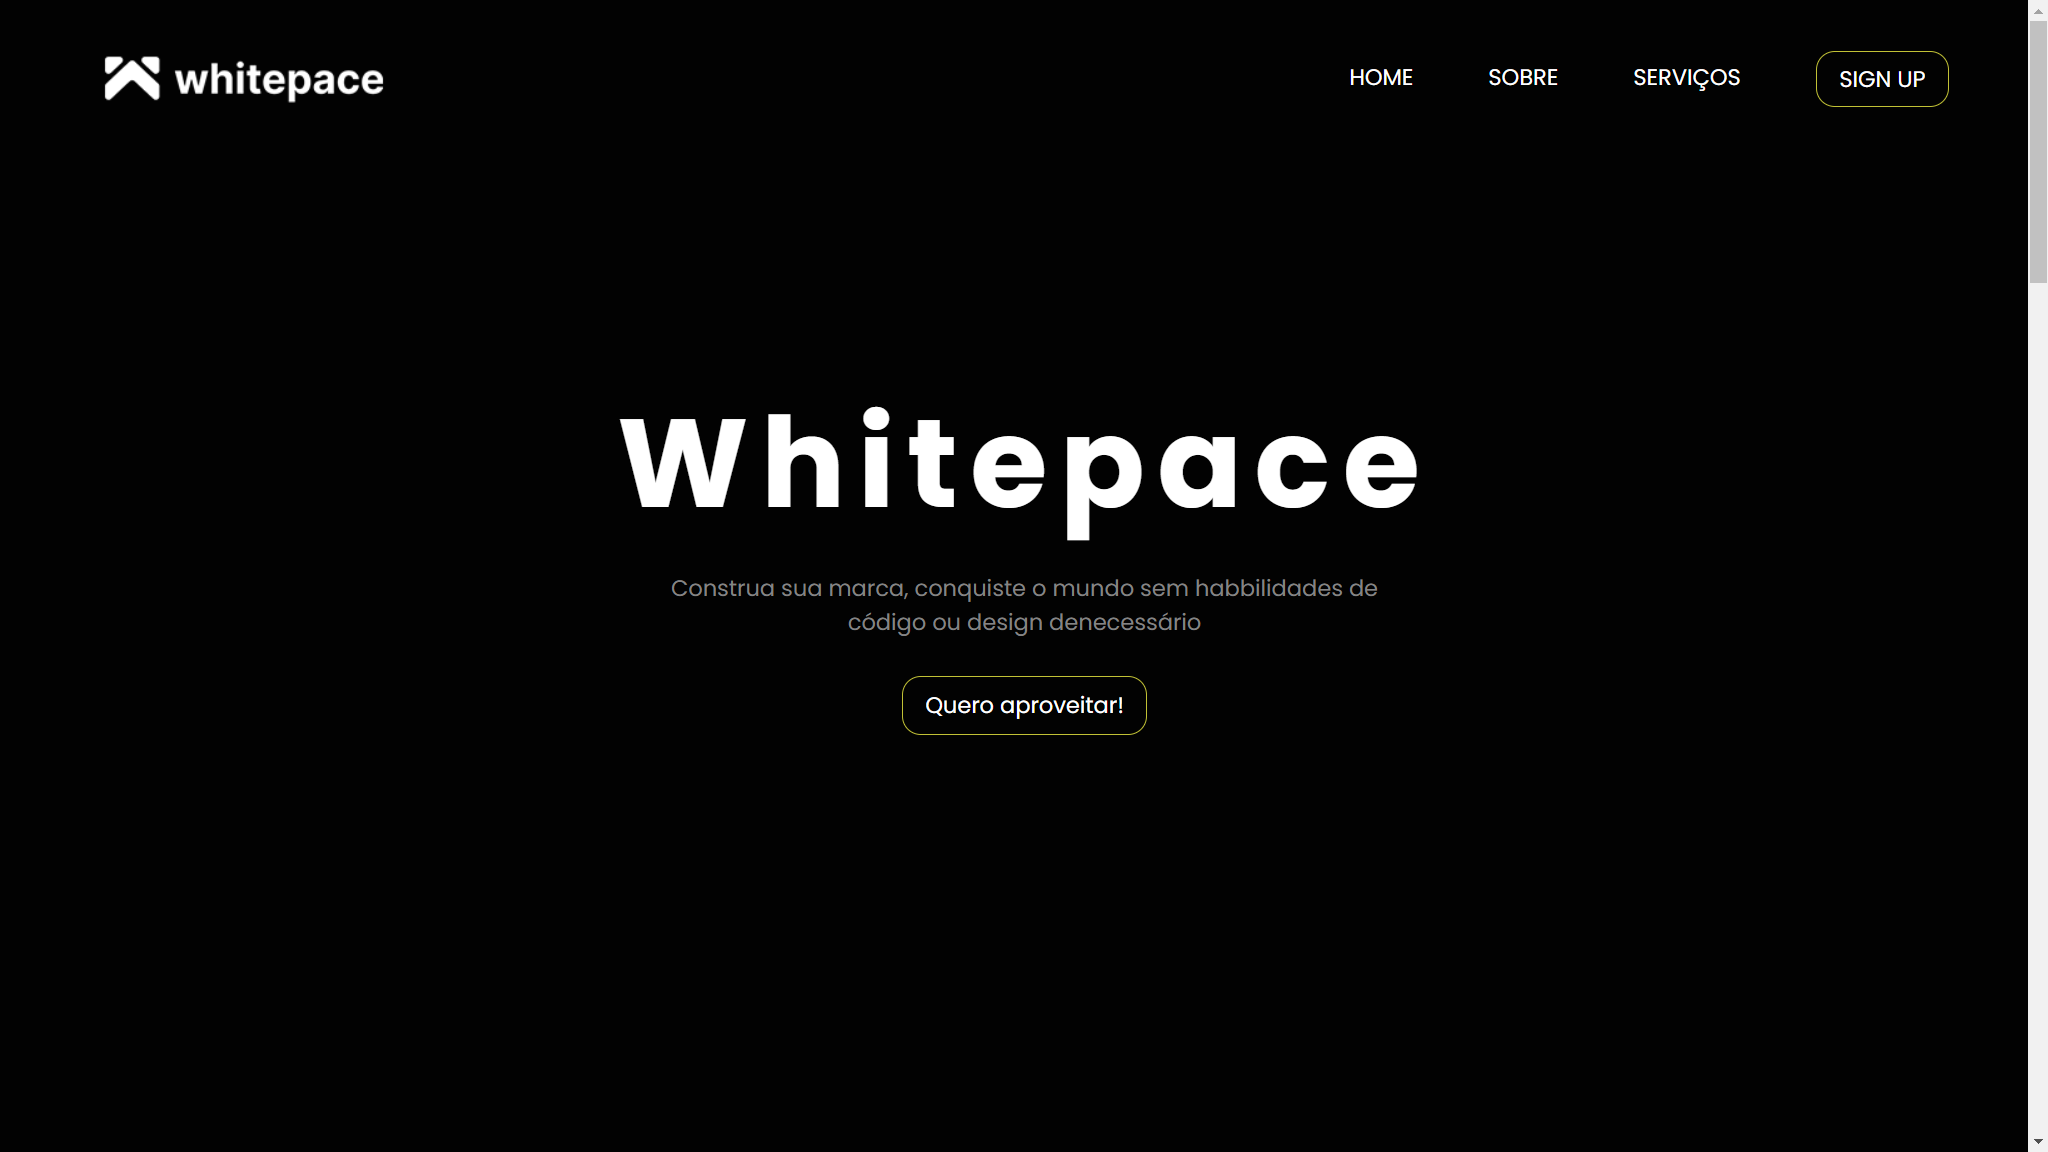 whitepace
HOME SOBRE SERVIÇOS SIGN UP
Whitepace
Construa sua marca, conquiste o mundo sem habbilidades de
código ou design denecessário
Quero aproveitar!